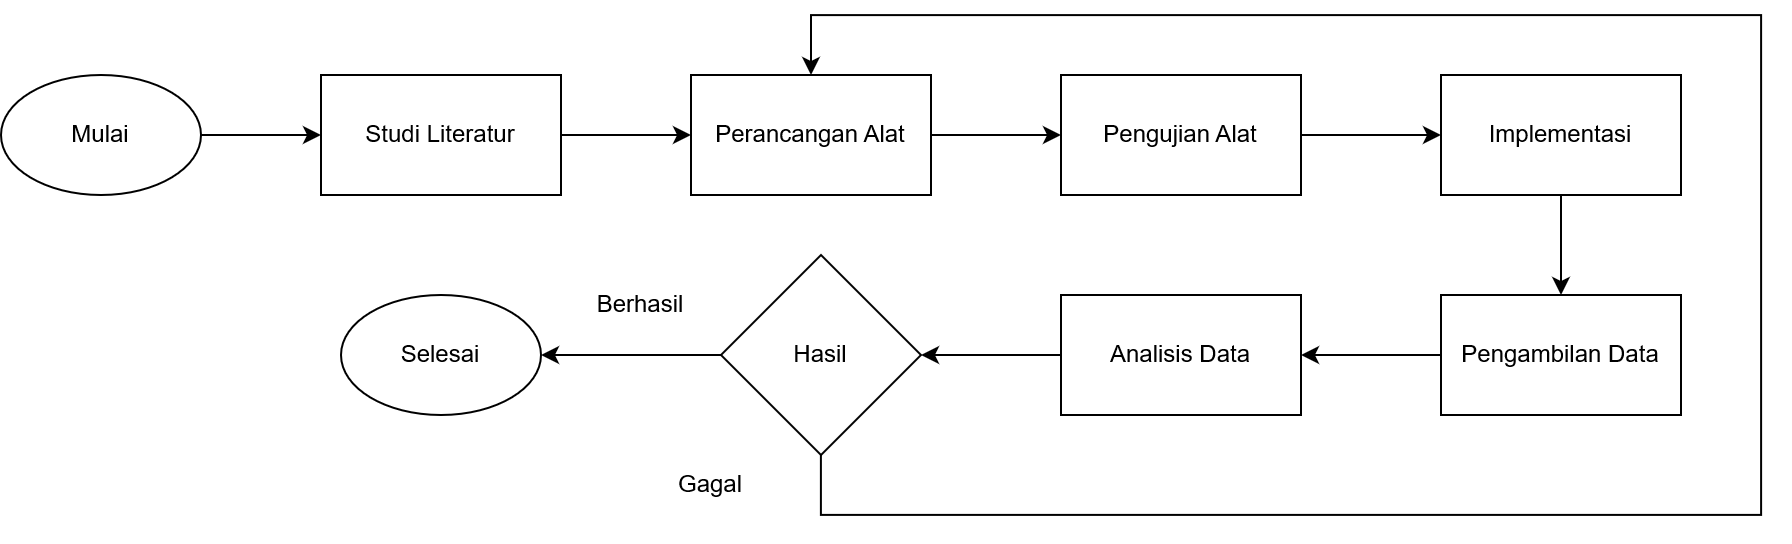 Mulai
Studi Literatur
Perancangan Alat
Pengujian Alat
Implementasi
Berhasil
Selesai
Hasil
Analisis Data
Pengambilan Data
Gagal